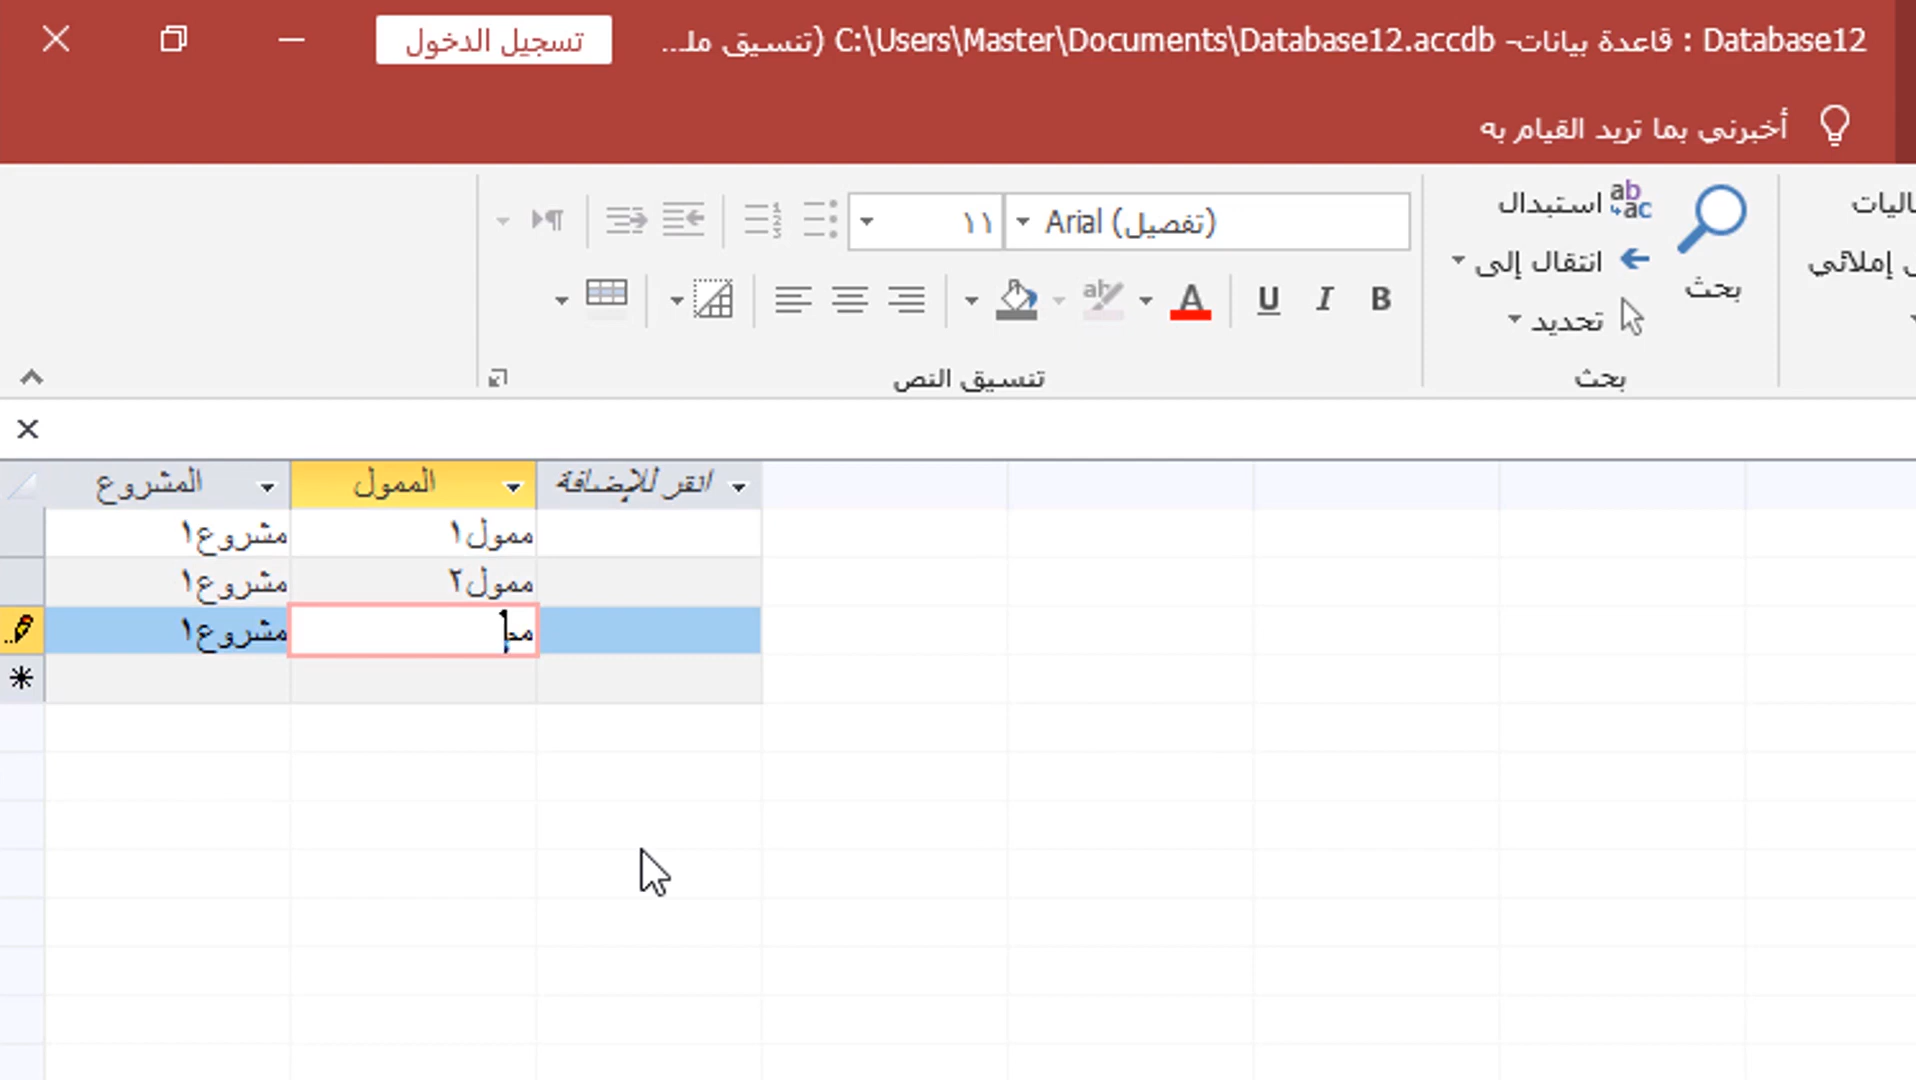 Database12 : قاعدة بيانات- C:\Users\Master\Documents\Database12.accdb (تنسيق ملـ...
تسجيل الدخول
أخبرني بما تريد القيام به
استبدال
انتقال إلى
تحديد
بحث
بحث
إملائي
Arial (تفصيل)
١١
B I U
تنسيق النص
المشروع الممول انقر للإضافة
مشروع١ ممول١
مشروع١ ممول٢
مشروع١ مم